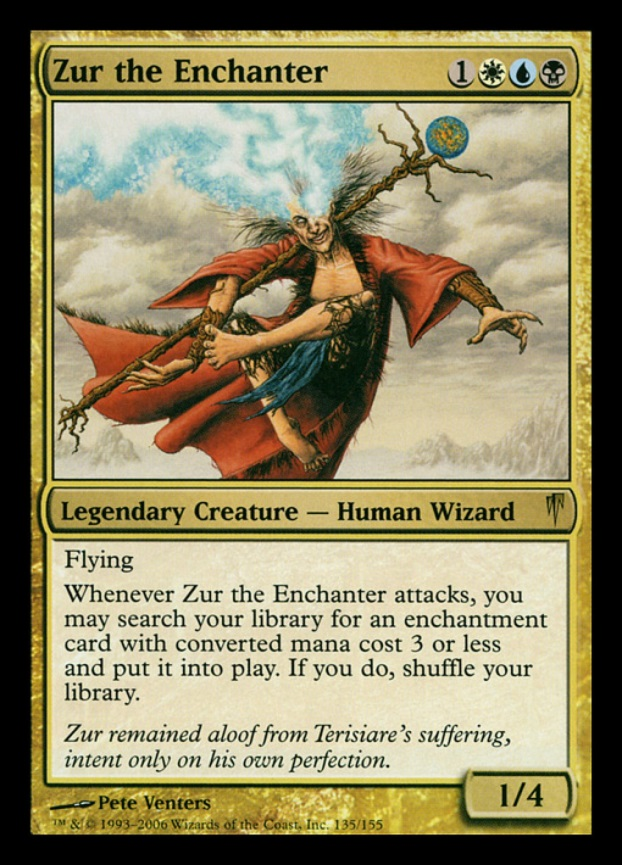 Zur the Enchanter 1
Legendary Creature — Human Wizard
Flying
Whenever Zur the Enchanter attacks, you
may search your library for an enchantment
card with converted mana cost 3 or less
and put it into play. If you do, shuffle your
library.
Zur remained aloof from Terisiare's suffering,
intent only on his own perfection.
1/4
Pete Venters
™ & © 1993–2006 Wizards of the Coast, Inc. 135/155